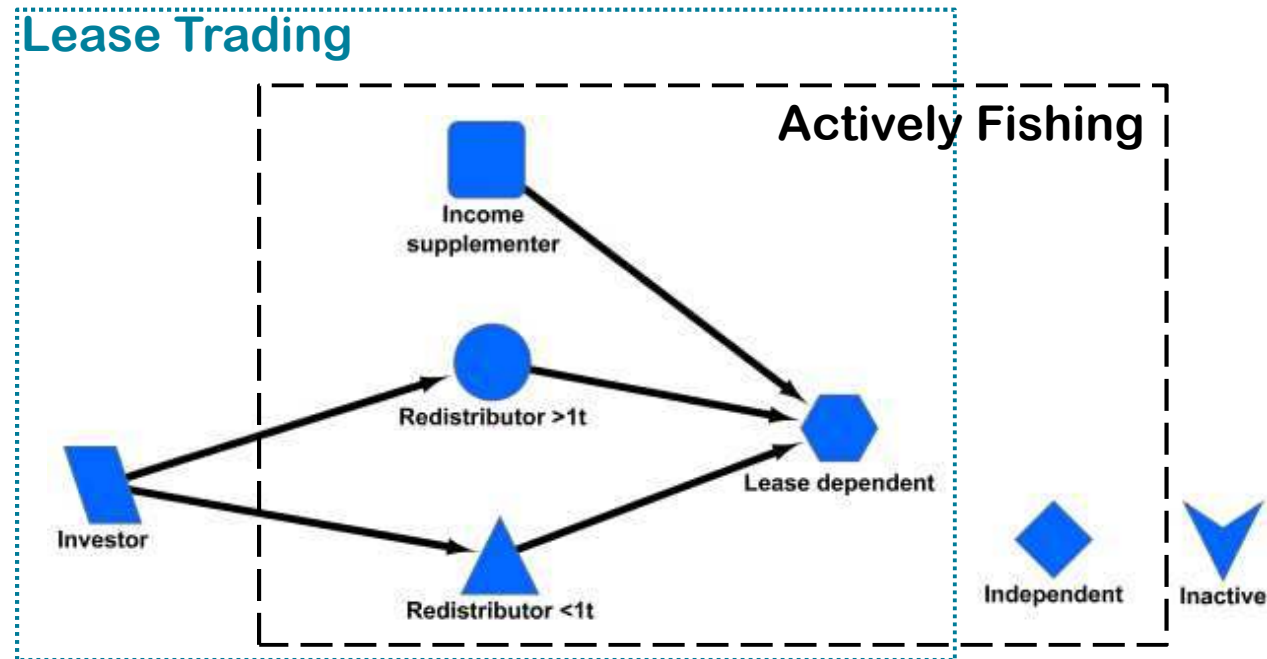 Lease Trading
Actively Fishing
Income
supplementer
Redistributor >1t
Lease dependent
Investor
Redistributor <1t
Independent
Inactive